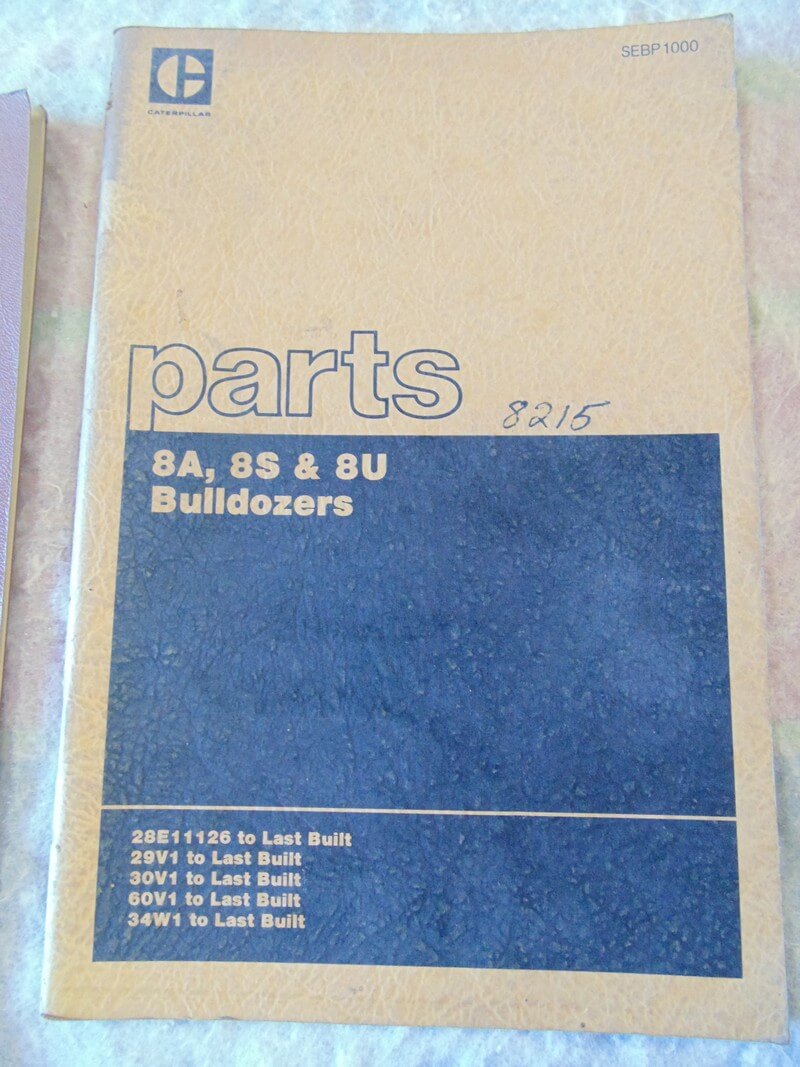 SEBP1000
CATERPILLAR
parts
8215
8A, 8S & 8U
Bulldozers
28E11126 to Last Built
29V1 to Last Built
30V1 to Last Built
60V1 to Last Built
34W1 to Last Built